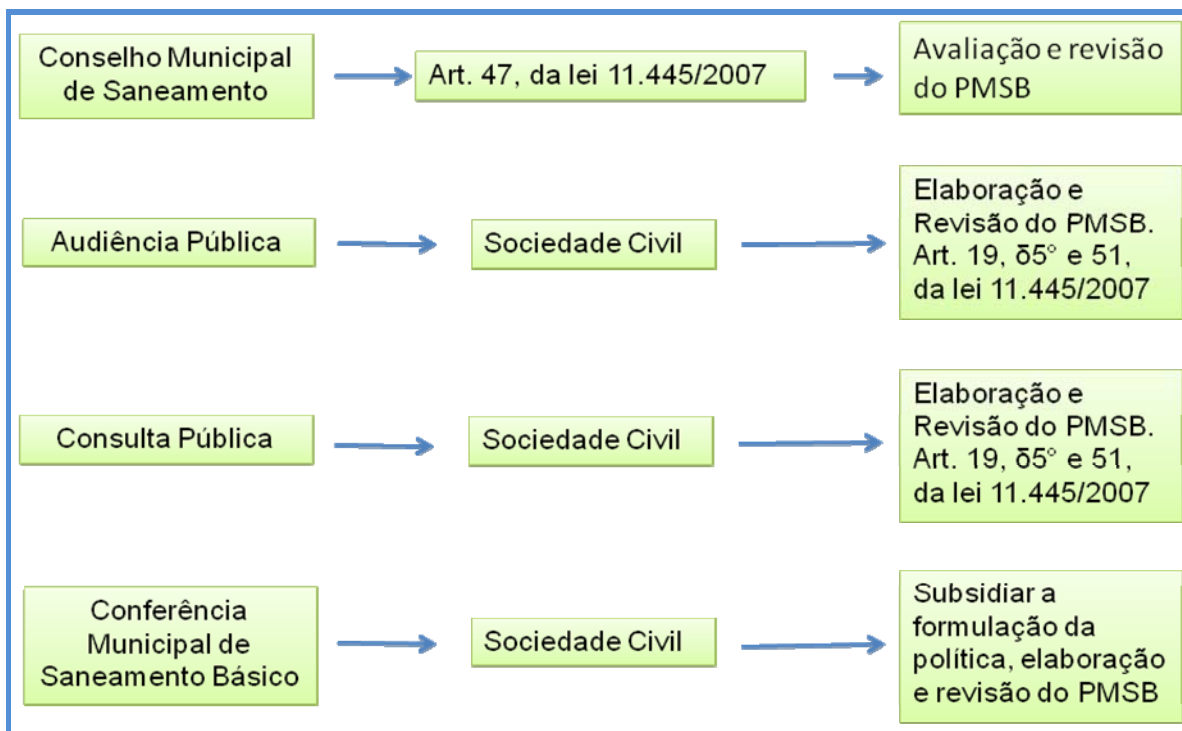 Conselho Municipal
de Saneamento
Art. 47, da lei 11.445/2007
Avaliação e revisão
do PMSB
Audiência Pública
Sociedade Civil
Elaboração e
Revisão do PMSB.
Art. 19, δ5° e 51,
da lei 11.445/2007
Consulta Pública
Sociedade Civil
Elaboração e
Revisão do PMSB.
Art. 19, δ5° e 51,
da lei 11.445/2007
Conferência
Municipal de
Saneamento Básico
Sociedade Civil
Subsidiar a
formulação da
política, elaboração
e revisão do PMSB